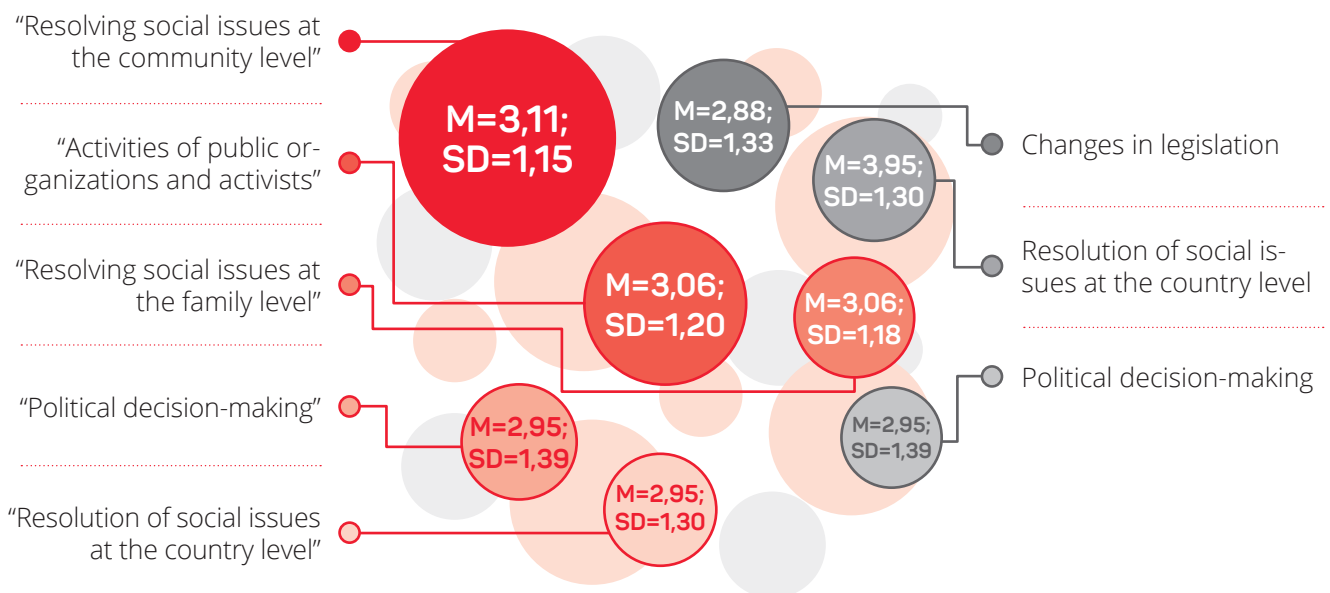 “Resolving social issues at
the community level”
“Activities of public or-
ganizations and activists”
“Resolving social issues at
the family level”
“Political decision-making”
“Resolution of social issues
at the country level”
M=3,11;
SD=1,15
M=2,88;
SD=1,33
M=3,95;
SD=1,30
M=3,06;
SD=1,20
M=3,06;
SD=1,18
M=2,95;
SD=1,39
M=2,95;
SD=1,39
M=2,95;
SD=1,30
Changes in legislation
Resolution of social is-
sues at the country level
Political decision-making